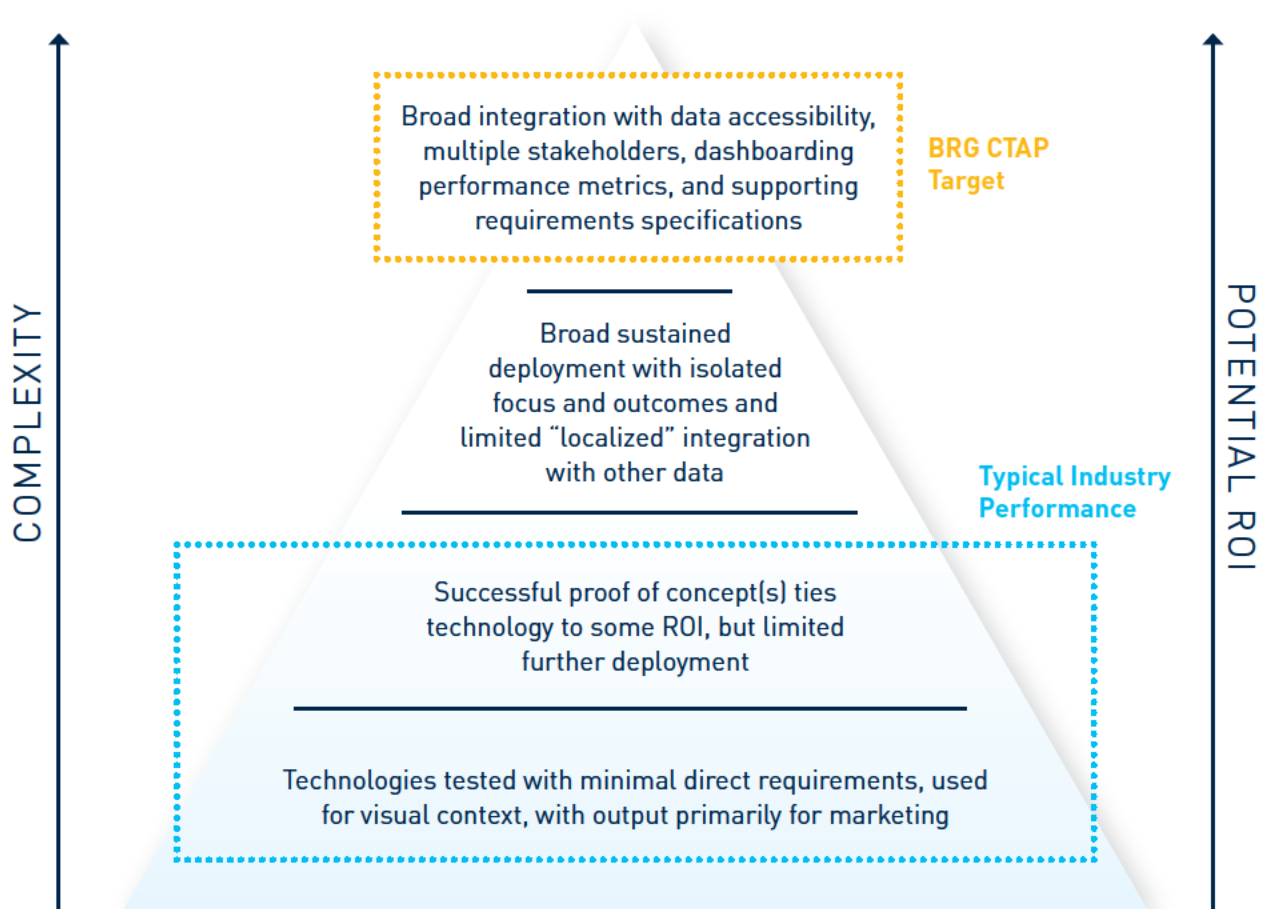 Broad integration with data accessibility,
multiple stakeholders, dashboarding
performance metrics, and supporting
requirements specifications
BRG CTAP
Target
COMPLEXITY
POTENTIAL ROI
Broad sustained
deployment with isolated
focus and outcomes and
limited “localized” integration
with other data
Typical Industry
Performance
Successful proof of concept(s) ties
technology to some ROI, but limited
further deployment
Technologies tested with minimal direct requirements, used
for visual context, with output primarily for marketing